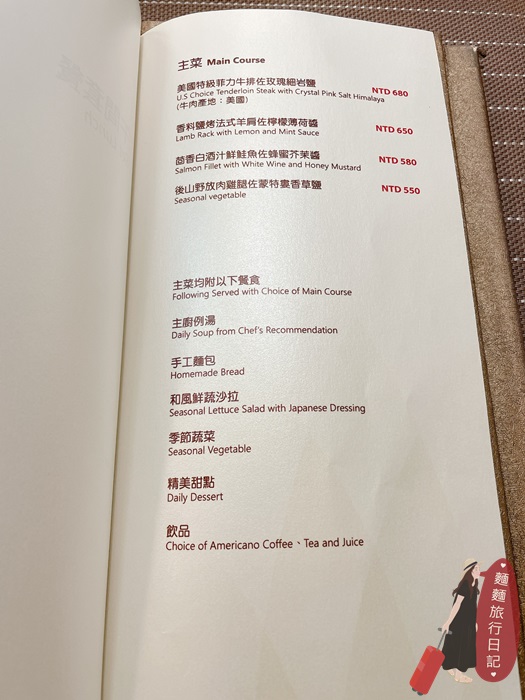 主菜 Main Course
美國特級菲力牛排佐玫瑰細岩鹽
U.S Choice Tenderloin Steak with Crystal Pink Salt Himalaya NTD 680
(牛肉產地：美國)
香料鹽烤法式羊肩佐檸檬薄荷醬
Lamb Rack with Lemon and Mint Sauce NTD 650
茴香白酒汁鮮鮭魚佐蜂蜜芥茉醬
Salmon Fillet with White Wine and Honey Mustard NTD 580
後山野放肉雞腿佐蒙特婁香草鹽 NTD 550
Seasonal vegetable
主菜均附以下餐食
Following Served with Choice of Main Course
主廚例湯
Daily Soup from Chef's Recommendation
手工麵包
Homemade Bread
和風鮮蔬沙拉
Seasonal Lettuce Salad with Japanese Dressing
季節蔬菜
Seasonal Vegetable
精美甜點
Daily Dessert
飲品
Choice of Americano Coffee、Tea and Juice
麵麵旅行日記